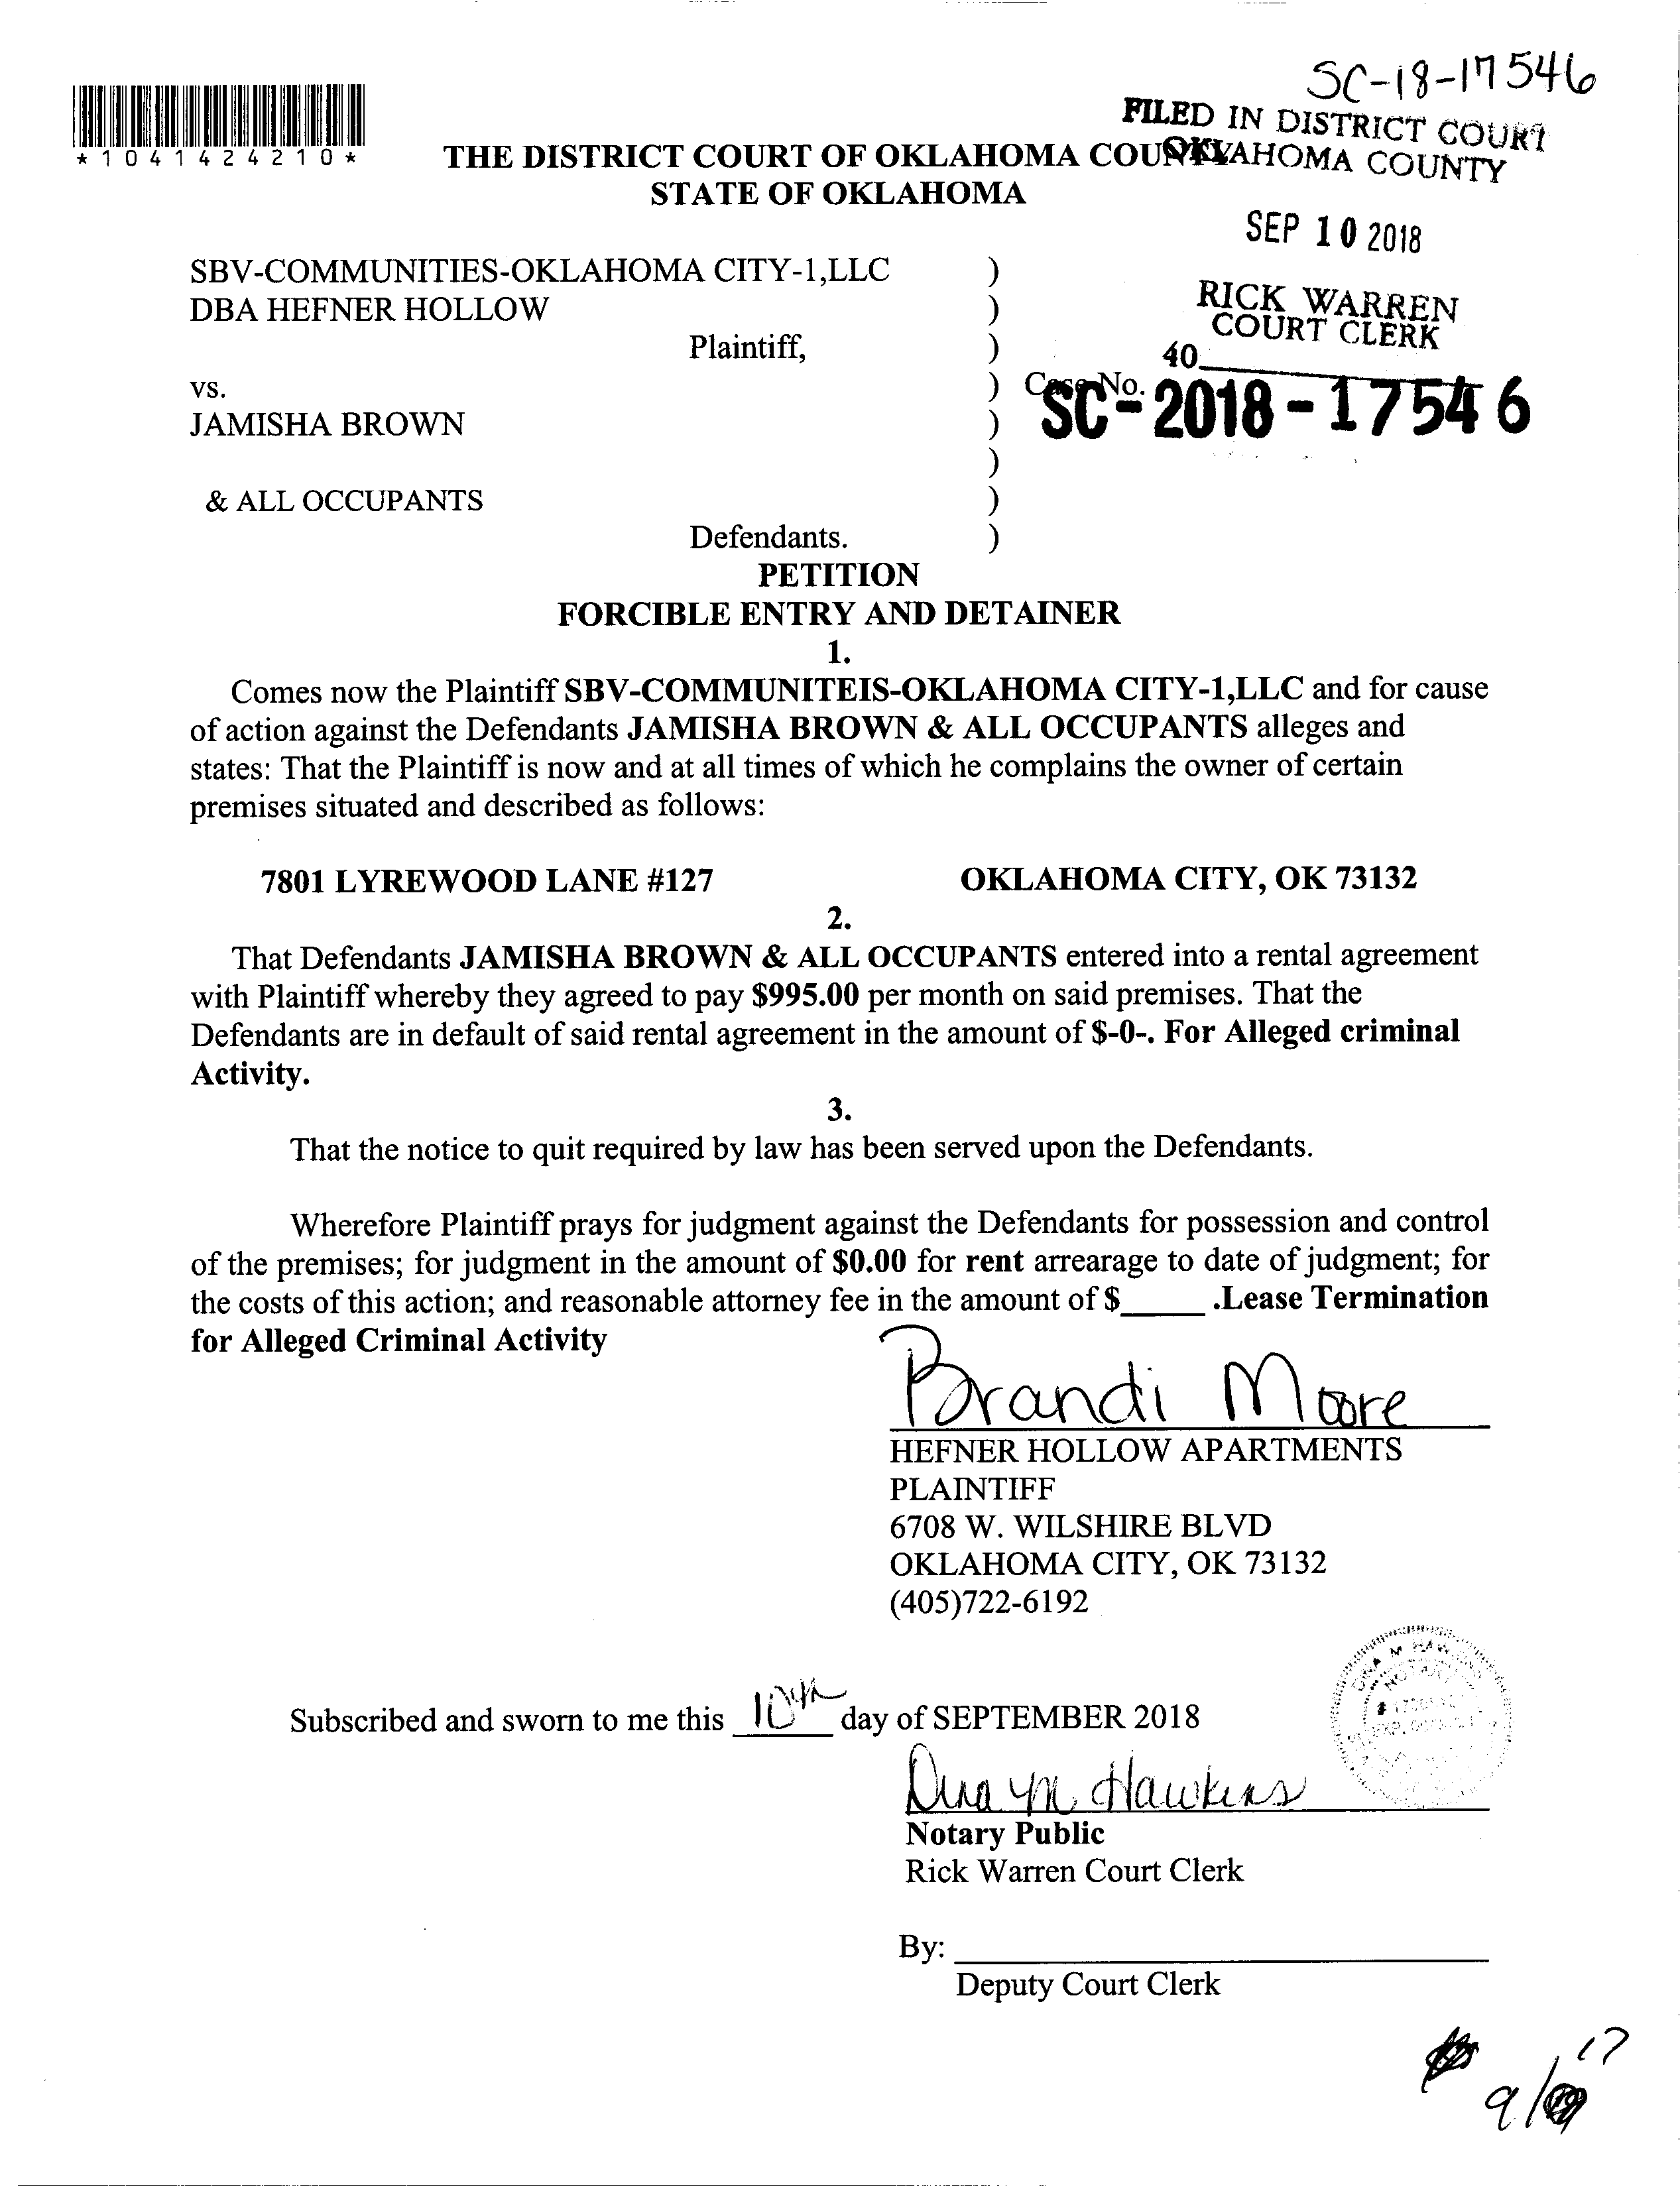 SC-18-17546
FILED IN DISTRICT COURT
OKLAHOMA COUNTY
*1041424210*
THE DISTRICT COURT OF OKLAHOMA COUNTY
STATE OF OKLAHOMA
SEP 10 2018
SBV-COMMUNITIES-OKLAHOMA CITY-1,LLC )
DBA HEFNER HOLLOW )
RICK WARREN
COURT CLERK
Plaintiff, )
40
vs. ) Case No.
SC-2018-17546
JAMISHA BROWN )
)
& ALL OCCUPANTS )
Defendants. )
PETITION
FORCIBLE ENTRY AND DETAINER
1.
Comes now the Plaintiff SBV-COMMUNITEIS-OKLAHOMA CITY-1,LLC and for cause
of action against the Defendants JAMISHA BROWN & ALL OCCUPANTS alleges and
states: That the Plaintiff is now and at all times of which he complains the owner of certain
premises situated and described as follows:
7801 LYREWOOD LANE #127 OKLAHOMA CITY, OK 73132
2.
That Defendants JAMISHA BROWN & ALL OCCUPANTS entered into a rental agreement
with Plaintiff whereby they agreed to pay $995.00 per month on said premises. That the
Defendants are in default of said rental agreement in the amount of $-0-. For Alleged criminal
Activity.
3.
That the notice to quit required by law has been served upon the Defendants.
Wherefore Plaintiff prays for judgment against the Defendants for possession and control
of the premises; for judgment in the amount of $0.00 for rent arrearage to date of judgment; for
the costs of this action; and reasonable attorney fee in the amount of $_____ .Lease Termination
for Alleged Criminal Activity
Brandi Moore
HEFNER HOLLOW APARTMENTS
PLAINTIFF
6708 W. WILSHIRE BLVD
OKLAHOMA CITY, OK 73132
(405)722-6192
Subscribed and sworn to me this 10th day of SEPTEMBER 2018
Dina M Hawkins
Notary Public
Rick Warren Court Clerk
By:
Deputy Court Clerk
17
9/